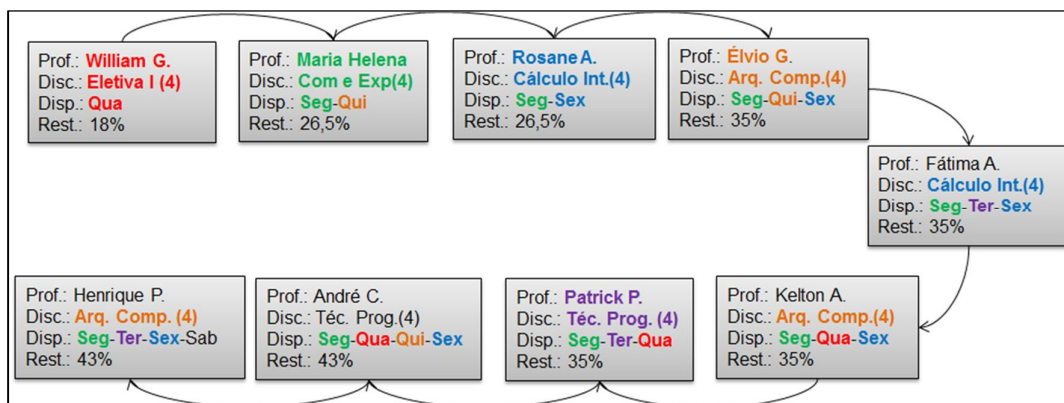 Prof.: William G.
Disc.: Eletiva I (4)
Disp.: Qua
Rest.: 18%
Prof.: Maria Helena
Disc.: Com e Exp(4)
Disp.: Seg-Qui
Rest.: 26,5%
Prof.: Rosane A.
Disc.: Cálculo Int.(4)
Disp.: Seg-Sex
Rest.: 26,5%
Prof.: Élvio G.
Disc.: Arq. Comp.(4)
Disp.: Seg-Qui-Sex
Rest.: 35%
Prof.: Fátima A.
Disc.: Cálculo Int.(4)
Disp.: Seg-Ter-Sex
Rest.: 35%
Prof.: Kelton A.
Disc.: Arq. Comp.(4)
Disp.: Seg-Qua-Sex
Rest.: 35%
Prof.: Patrick P.
Disc.: Téc. Prog. (4)
Disp.: Seg-Ter-Qua
Rest.: 35%
Prof.: André C.
Disc.: Téc. Prog.(4)
Disp.: Seg-Qua-Qui-Sex
Rest.: 43%
Prof.: Henrique P.
Disc.: Arq. Comp. (4)
Disp.: Seg-Ter-Sex-Sab
Rest.: 43%